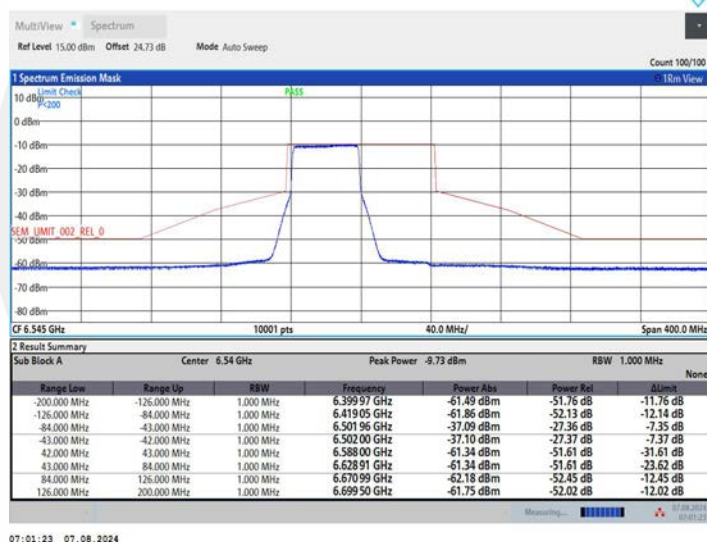 MultiView Spectrum
Ref Level 15.00 dBm Offset 24.73 dB Mode Auto Sweep
Count 100/100
1 Spectrum Emission Mask 1Rm View
Limit Check PASS
10 dBm
P<200
0 dBm
-10 dBm
-20 dBm
-30 dBm
-40 dBm
SEM_LIMIT_002_REL_0
-50 dBm
-60 dBm
-70 dBm
-80 dBm
CF 6.545 GHz 10001 pts 40.0 MHz/ Span 400.0 MHz
2 Result Summary
Sub Block A Center 6.54 GHz Peak Power -9.73 dBm RBW 1.000 MHz
None
Range Low Range Up RBW Frequency Power Abs Power Rel ΔLimit
-200.000 MHz -126.000 MHz 1.000 MHz 6.399 97 GHz -61.49 dBm -51.76 dB -11.76 dB
-126.000 MHz -84.000 MHz 1.000 MHz 6.419 05 GHz -61.86 dBm -52.13 dB -12.14 dB
-84.000 MHz -43.000 MHz 1.000 MHz 6.501 96 GHz -37.09 dBm -27.36 dB -7.35 dB
-43.000 MHz -42.000 MHz 1.000 MHz 6.502 00 GHz -37.10 dBm -27.37 dB -7.37 dB
42.000 MHz 43.000 MHz 1.000 MHz 6.588 00 GHz -61.34 dBm -51.61 dB -31.61 dB
43.000 MHz 84.000 MHz 1.000 MHz 6.628 91 GHz -61.34 dBm -51.61 dB -23.62 dB
84.000 MHz 126.000 MHz 1.000 MHz 6.670 99 GHz -62.18 dBm -52.45 dB -12.45 dB
126.000 MHz 200.000 MHz 1.000 MHz 6.699 50 GHz -61.75 dBm -52.02 dB -12.02 dB
Measuring... 07.08.2024
07:01:23
07:01:23 07.08.2024